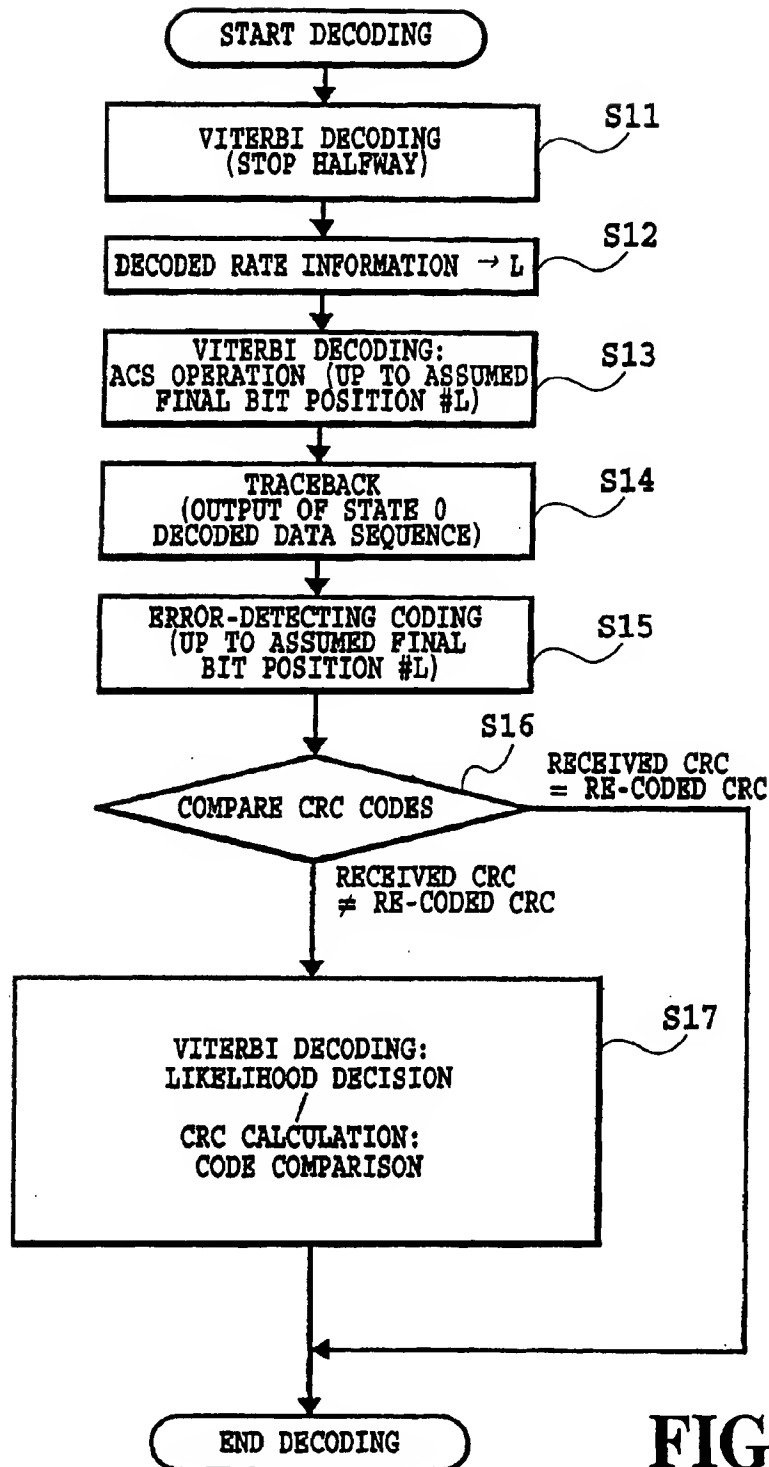 START DECODING
S11
VITERBI DECODING
(STOP HALFWAY)
S12
DECODED RATE INFORMATION → L
S13
VITERBI DECODING:
ACS OPERATION (UP TO ASSUMED
FINAL BIT POSITION #L)
S14
TRACEBACK
(OUTPUT OF STATE 0
DECODED DATA SEQUENCE)
S15
ERROR-DETECTING CODING
(UP TO ASSUMED FINAL
BIT POSITION #L)
S16
COMPARE CRC CODES
RECEIVED CRC
= RE-CODED CRC
RECEIVED CRC
≠ RE-CODED CRC
S17
VITERBI DECODING:
LIKELIHOOD DECISION
/
CRC CALCULATION:
CODE COMPARISON
END DECODING
FIG